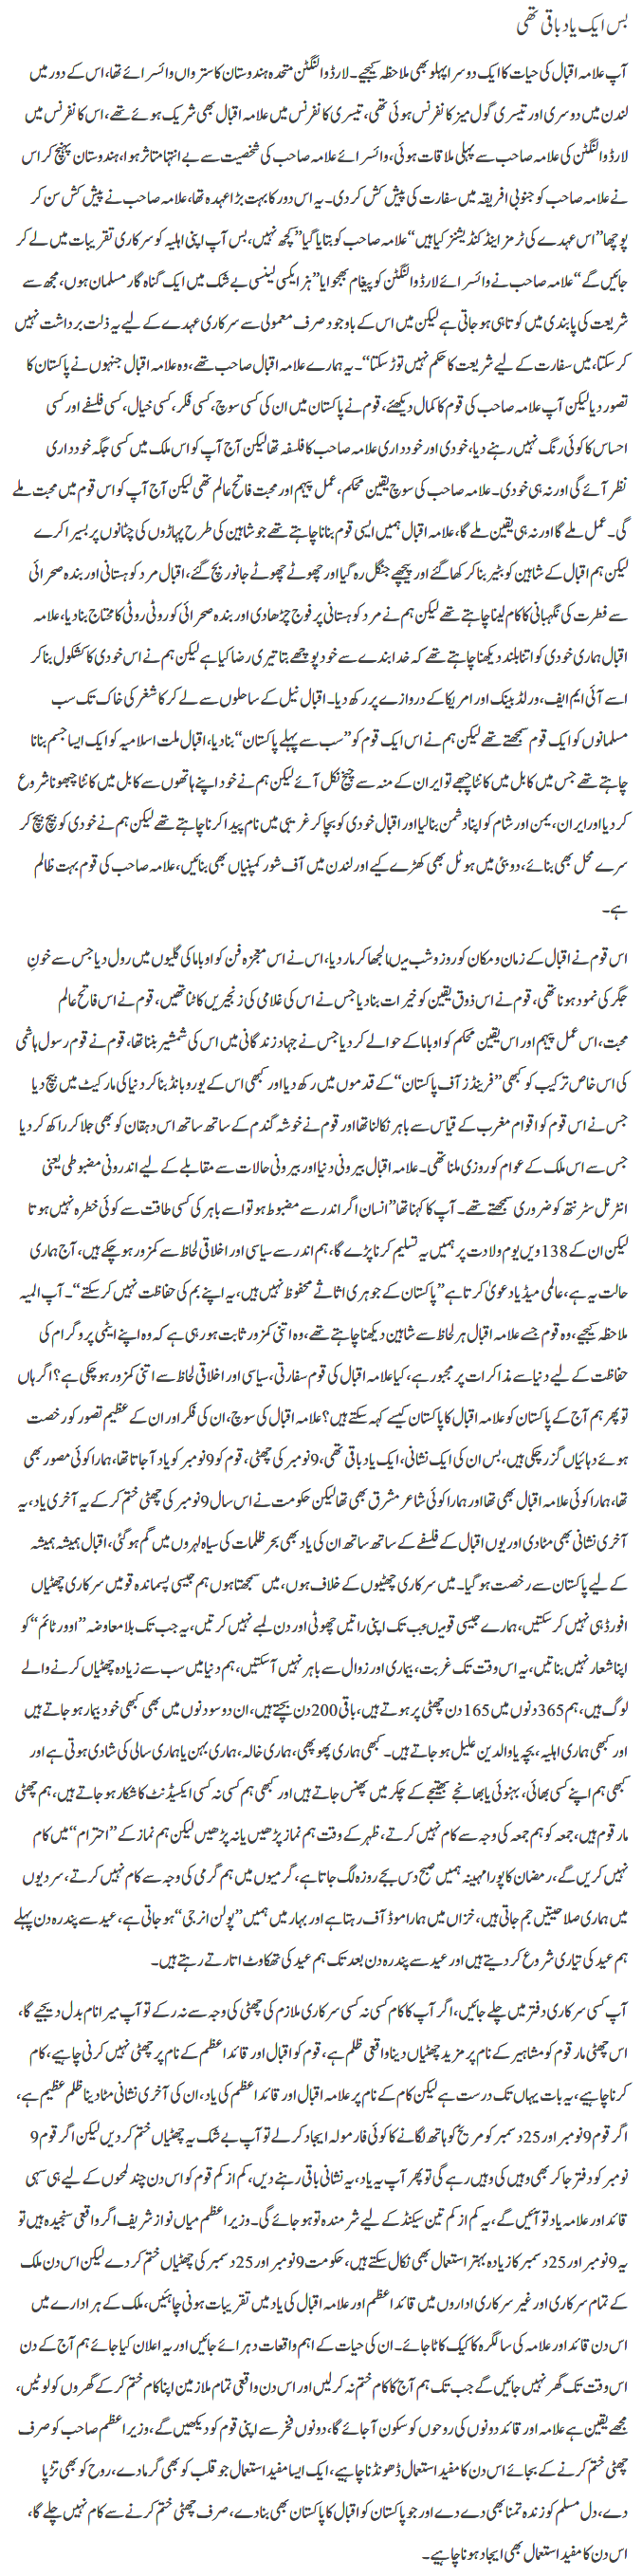 بس ایک یاد باقی تھی
آپ علامہ اقبال کی حیات کا ایک دوسرا پہلو بھی ملاحظہ کیجیے۔ لارڈ والنگٹن متحدہ ہندوستان کا سترواں وائسرائے تھا، اس کے دور میں
لندن میں دوسری اور تیسری گول میز کانفرنس ہوئی تھی، تیسری کانفرنس میں علامہ اقبال بھی شریک ہوئے تھے، اس کانفرنس میں
لارڈ والنگٹن کی علامہ صاحب سے پہلی ملاقات ہوئی، وائسرائے علامہ صاحب کی شخصیت سے بے انتہا متاثر ہوا، ہندوستان پہنچ کر اس
نے علامہ صاحب کو جنوبی افریقہ میں سفارت کی پیش کش کر دی۔ یہ اس دور کا بہت بڑا عہدہ تھا، علامہ صاحب نے پیش کش سن کر
پوچھا ’’اس عہدے کی ٹرمز اینڈ کنڈیشنز کیا ہیں‘‘ علامہ صاحب کو بتایا گیا ’’کچھ نہیں، بس آپ اپنی اہلیہ کو سرکاری تقریبات میں لے کر
جائیں گے‘‘ علامہ صاحب نے وائسرائے لارڈ والنگٹن کو پیغام بھجوایا ’’ہز ایکسی لینسی بے شک میں ایک گناہ گار مسلمان ہوں، مجھ سے
شریعت کی پابندی میں کوتاہی ہو جاتی ہے لیکن میں اس کے باوجود صرف معمولی سے سرکاری عہدے کے لیے یہ ذلت برداشت نہیں
کر سکتا، میں سفارت کے لیے شریعت کا حکم نہیں توڑ سکتا‘‘۔ یہ ہمارے علامہ اقبال صاحب تھے، وہ علامہ اقبال جنہوں نے پاکستان کا
تصور دیا لیکن آپ علامہ صاحب کی قوم کا کمال دیکھئے، قوم نے پاکستان میں ان کی کسی سوچ، کسی فکر، کسی خیال، کسی فلسفے اور کسی
احساس کا کوئی رنگ نہیں رہنے دیا، خودی اور خودداری علامہ صاحب کا فلسفہ تھا لیکن آج آپ کو اس ملک میں کسی جگہ خودداری
نظر آئے گی اور نہ ہی خودی۔ علامہ صاحب کی سوچ یقین محکم، عمل پیہم اور محبت فاتح عالم تھی لیکن آج آپ کو اس قوم میں محبت ملے
گی۔ عمل ملے گا اور نہ ہی یقین ملے گا، علامہ اقبال ہمیں ایسی قوم بنانا چاہتے تھے جو شاہین کی طرح پہاڑوں کی چٹانوں پر بسیرا کرے
لیکن ہم اقبال کے شاہین کو بٹیر بنا کر کھا گئے اور پیچھے جنگل رہ گیا اور چھوٹے چھوٹے جانور بچ گئے، اقبال مرد کوہستانی اور بندہ صحرائی
سے فطرت کی نگہبانی کا کام لینا چاہتے تھے لیکن ہم نے مرد کوہستانی پر فوج چڑھا دی اور بندہ صحرائی کو روٹی روٹی کا محتاج بنا دیا، علامہ
اقبال ہماری خودی کو اتنا بلند دیکھنا چاہتے تھے کہ خدا بندے سے خود پوچھے بتا تیری رضا کیا ہے لیکن ہم نے اس خودی کا کشکول بنا کر
اسے آئی ایم ایف، ورلڈ بینک اور امریکا کے دروازے پر رکھ دیا۔ اقبال نیل کے ساحلوں سے لے کر کاشغر کی خاک تک سب
مسلمانوں کو ایک قوم سمجھتے تھے لیکن ہم نے اس ایک قوم کو ’’سب سے پہلے پاکستان‘‘ بنا دیا، اقبال ملت اسلامیہ کو ایک ایسا جسم بنانا
چاہتے تھے جس میں کابل میں کانٹا چبھے تو ایران کے منہ سے چیخ نکل آئے لیکن ہم نے خود اپنے ہاتھوں سے کابل میں کانٹا چبھونا شروع
کر دیا اور ایران، یمن اور شام کو اپنا دشمن بنا لیا اور اقبال خودی کو بچا کر غریبی میں نام پیدا کرنا چاہتے تھے لیکن ہم نے خودی کو بیچ بیچ کر
سرے محل بھی بنائے، دوبئی میں ہوٹل بھی کھڑے کیے اور لندن میں آف شور کمپنیاں بھی بنائیں، علامہ صاحب کی قوم بہت ظالم
ہے۔
اس قوم نے اقبال کے زمان و مکان کو روز و شب میں الجھا کر مار دیا، اس نے اس معجزہ فن کو اوباما کی گلیوں میں رول دیا جس سے خونِ
جگر کی نمود ہونا تھی، قوم نے اس ذوق یقین کو خیرات بنا دیا جس نے اس کی غلامی کی زنجیریں کاٹنا تھیں، قوم نے اس فاتح عالم
محبت، اس عمل پیہم اور اس یقین محکم کو اوباما کے حوالے کر دیا جس نے جہاد زندگانی میں اس کی شمشیر بننا تھا، قوم نے قوم رسول ہاشمی
کی اس خاص ترکیب کو کبھی ’’فرینڈز آف پاکستان‘‘ کے قدموں میں رکھ دیا اور کبھی اس کے یورو بانڈ بنا کر دنیا کی مارکیٹ میں بیچ دیا
جس نے اس قوم کو اقوام مغرب کے قیاس سے باہر نکالنا تھا اور قوم نے خوشہ گندم کے ساتھ ساتھ اس دہقان کو بھی جلا کر راکھ کر دیا
جس سے اس ملک کے عوام کو روزی ملنا تھی۔ علامہ اقبال بیرونی دنیا اور بیرونی حالات سے مقابلے کے لیے اندرونی مضبوطی یعنی
انٹرنل سٹرنتھ کو ضروری سمجھتے تھے۔ آپ کا کہنا تھا ’’انسان اگر اندر سے مضبوط ہو تو اسے باہر کی کسی طاقت سے کوئی خطرہ نہیں ہوتا
لیکن ان کے 138 ویں یوم ولادت پر ہمیں یہ تسلیم کرنا پڑے گا، ہم اندر سے سیاسی اور اخلاقی لحاظ سے کمزور ہو چکے ہیں، آج ہماری
حالت یہ ہے، عالمی میڈیا دعویٰ کرتا ہے ’’پاکستان کے جوہری اثاثے محفوظ نہیں ہیں، یہ اپنے بم کی حفاظت نہیں کر سکتے‘‘۔ آپ المیہ
ملاحظہ کیجیے، وہ قوم جسے علامہ اقبال ہر لحاظ سے شاہین دیکھنا چاہتے تھے، وہ اتنی کمزور ثابت ہو رہی ہے کہ وہ اپنے ایٹمی پروگرام کی
حفاظت کے لیے دنیا سے مذاکرات پر مجبور ہے، کیا علامہ اقبال کی قوم سفارتی، سیاسی اور اخلاقی لحاظ سے اتنی کمزور ہو چکی ہے؟ اگر ہاں
تو پھر ہم آج کے پاکستان کو علامہ اقبال کا پاکستان کیسے کہہ سکتے ہیں؟ علامہ اقبال کی سوچ، ان کی فکر اور ان کے عظیم تصور کو رخصت
ہوئے دہائیاں گزر چکی ہیں، بس ان کی ایک نشانی، ایک یاد باقی تھی، 9 نومبر کی چھٹی، قوم کو 9 نومبر کو یاد آ جاتا تھا، ہمارا کوئی مصور بھی
تھا، ہمارا کوئی علامہ اقبال بھی تھا اور ہمارا کوئی شاعر مشرق بھی تھا لیکن حکومت نے اس سال 9 نومبر کی چھٹی ختم کر کے یہ آخری یاد، یہ
آخری نشانی بھی مٹا دی اور یوں اقبال کے فلسفے کے ساتھ ساتھ ان کی یاد بھی بحر ظلمات کی سیاہ لہروں میں گم ہو گئی، اقبال ہمیشہ ہمیشہ
کے لیے پاکستان سے رخصت ہو گیا۔ میں سرکاری چھٹیوں کے خلاف ہوں، میں سمجھتا ہوں ہم جیسی پسماندہ قومیں سرکاری چھٹیاں
افورڈ ہی نہیں کر سکتیں، ہمارے جیسی قومیں جب تک اپنی راتیں چھوٹی اور دن لمبے نہیں کرتیں، یہ جب تک بلامعاوضہ ’’اوور ٹائم‘‘ کو
اپنا شعار نہیں بناتیں، یہ اس وقت تک غربت، بیماری اور زوال سے باہر نہیں آ سکتیں، ہم دنیا میں سب سے زیادہ چھٹیاں کرنے والے
لوگ ہیں، ہم 365 دنوں میں 165 دن چھٹی پر ہوتے ہیں، باقی 200 دن بچتے ہیں، ان دو سو دنوں میں بھی کبھی خود بیمار ہو جاتے ہیں
اور کبھی ہماری اہلیہ، بچہ یا والدین علیل ہو جاتے ہیں۔ کبھی ہماری پھوپھی، ہماری خالہ، ہماری بہن یا ہماری سالی کی شادی ہوتی ہے اور
کبھی ہم اپنے کسی بھائی، بہنوئی یا بھانجے بھتیجے کے چکر میں پھنس جاتے ہیں اور کبھی ہم کسی نہ کسی ایکسیڈنٹ کا شکار ہو جاتے ہیں، ہم چھٹی
مار قوم ہیں، جمعہ کو ہم جمعہ کی وجہ سے کام نہیں کرتے، ظہر کے وقت ہم نماز پڑھیں یا نہ پڑھیں لیکن ہم نماز کے ’’احترام‘‘ میں کام
نہیں کریں گے، رمضان کا پورا مہینہ ہمیں صبح دس بجے روزہ لگ جاتا ہے، گرمیوں میں ہم گرمی کی وجہ سے کام نہیں کرتے، سردیوں
میں ہماری صلاحیتیں جم جاتی ہیں، خزاں میں ہمارا موڈ آف رہتا ہے اور بہار میں ہمیں ’’پولن انرجی‘‘ ہو جاتی ہے، عید سے پندرہ دن پہلے
ہم عید کی تیاری شروع کر دیتے ہیں اور عید سے پندرہ دن بعد تک ہم عید کی تھکاوٹ اتارتے رہتے ہیں۔
آپ کسی سرکاری دفتر میں چلے جائیں، اگر آپ کا کام کسی نہ کسی سرکاری ملازم کی چھٹی کی وجہ سے نہ رکے تو آپ میرا نام بدل دیجیے گا،
اس چھٹی مار قوم کو مشاہیر کے نام پر مزید چھٹیاں دینا واقعی ظلم ہے، قوم کو اقبال اور قائداعظم کے نام پر چھٹی نہیں کرنی چاہیے، کام
کرنا چاہیے، یہ بات یہاں تک درست ہے لیکن کام کے نام پر علامہ اقبال اور قائداعظم کی یاد، ان کی آخری نشانی مٹا دینا ظلم عظیم ہے،
اگر قوم 9 نومبر اور 25 دسمبر کو مریخ کو ہاتھ لگانے کا کوئی فارمولہ ایجاد کر لے تو آپ بے شک یہ چھٹیاں ختم کر دیں لیکن اگر قوم 9
نومبر کو دفتر جا کر بھی وہیں کی وہیں رہے گی تو پھر آپ یہ یاد، یہ نشانی باقی رہنے دیں، کم از کم قوم کو اس دن چند لمحوں کے لیے ہی سہی
قائد اور علامہ یاد تو آئیں گے، یہ کم از کم تین سیکنڈ کے لیے شرمندہ تو ہو جائے گی۔ وزیراعظم میاں نواز شریف اگر واقعی سنجیدہ ہیں تو
یہ 9 نومبر اور 25 دسمبر کا زیادہ بہتر استعمال بھی نکال سکتے ہیں، حکومت 9 نومبر اور 25 دسمبر کی چھٹیاں ختم کر دے لیکن اس دن ملک
کے تمام سرکاری اور غیر سرکاری اداروں میں قائداعظم اور علامہ اقبال کی یاد میں تقریبات ہونی چاہئیں، ملک کے ہر ادارے میں
اس دن قائد اور علامہ کی سالگرہ کا کیک کاٹا جائے۔ ان کی حیات کے اہم واقعات دہرائے جائیں اور یہ اعلان کیا جائے ہم آج کے دن
اس وقت تک گھر نہیں جائیں گے جب تک ہم آج کا کام ختم نہ کر لیں اور اس دن واقعی تمام ملازمین اپنا کام ختم کر کے گھروں کو لوٹیں،
مجھے یقین ہے علامہ اور قائد دونوں کی روحوں کو سکون آ جائے گا، دونوں فخر سے اپنی قوم کو دیکھیں گے، وزیراعظم صاحب کو صرف
چھٹی ختم کرنے کے بجائے اس دن کا مفید استعمال ڈھونڈنا چاہیے، ایک ایسا مفید استعمال جو قلب کو بھی گرما دے، روح کو بھی تڑپا
دے، دل مسلم کو زندہ تمنا بھی دے دے اور جو پاکستان کو اقبال کا پاکستان بھی بنا دے، صرف چھٹی ختم کرنے سے کام نہیں چلے گا،
اس دن کا مفید استعمال بھی ایجاد ہونا چاہیے۔